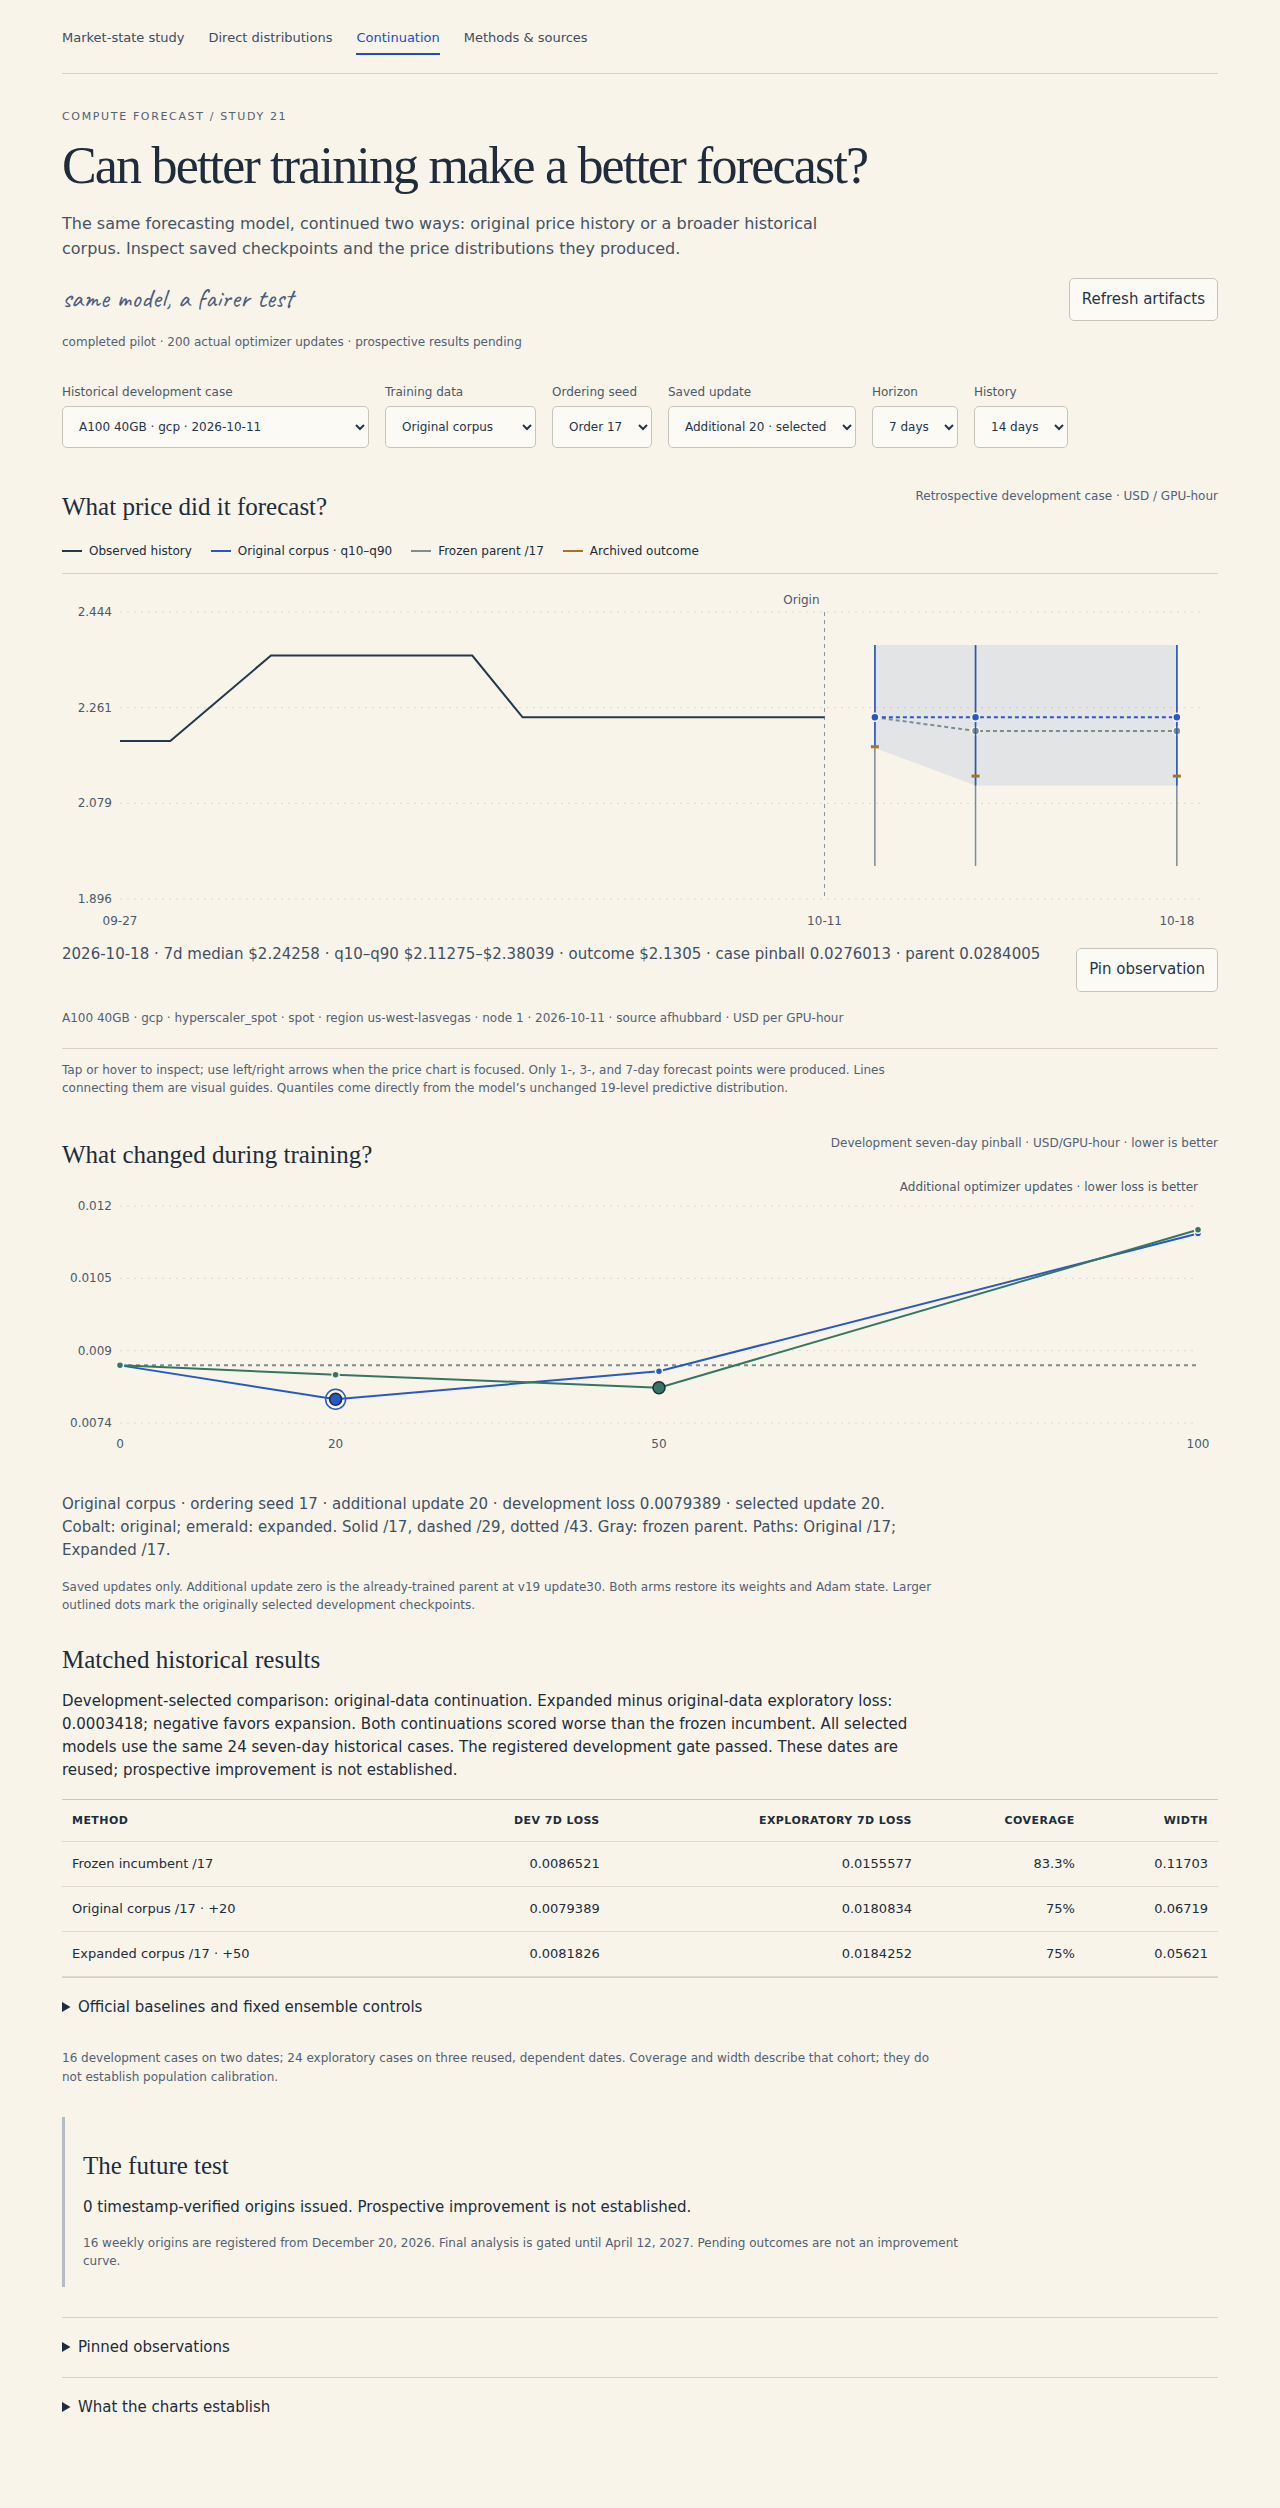 Market-state study Direct distributions Continuation Methods & sources
COMPUTE FORECAST / STUDY 21
Can better training make a better forecast?
The same forecasting model, continued two ways: original price history or a broader historical
corpus. Inspect saved checkpoints and the price distributions they produced.
same model, a fairer test
Refresh artifacts
completed pilot · 200 actual optimizer updates · prospective results pending
Historical development case Training data Ordering seed Saved update Horizon History
A100 40GB · gcp · 2026-10-11 Original corpus Order 17 Additional 20 · selected 7 days 14 days
What price did it forecast?
Retrospective development case · USD / GPU-hour
Observed history Original corpus · q10–q90 Frozen parent /17 Archived outcome
Origin
2.444
2.261
2.079
1.896
09-27 10-11 10-18
2026-10-18 · 7d median $2.24258 · q10–q90 $2.11275–$2.38039 · outcome $2.1305 · case pinball 0.0276013 · parent 0.0284005
Pin observation
A100 40GB · gcp · hyperscaler_spot · spot · region us-west-lasvegas · node 1 · 2026-10-11 · source afhubbard · USD per GPU-hour
Tap or hover to inspect; use left/right arrows when the price chart is focused. Only 1-, 3-, and 7-day forecast points were produced. Lines
connecting them are visual guides. Quantiles come directly from the model’s unchanged 19-level predictive distribution.
What changed during training?
Development seven-day pinball · USD/GPU-hour · lower is better
Additional optimizer updates · lower loss is better
0.012
0.0105
0.009
0.0074
0 20 50 100
Original corpus · ordering seed 17 · additional update 20 · development loss 0.0079389 · selected update 20.
Cobalt: original; emerald: expanded. Solid /17, dashed /29, dotted /43. Gray: frozen parent. Paths: Original /17;
Expanded /17.
Saved updates only. Additional update zero is the already-trained parent at v19 update30. Both arms restore its weights and Adam state. Larger
outlined dots mark the originally selected development checkpoints.
Matched historical results
Development-selected comparison: original-data continuation. Expanded minus original-data exploratory loss:
0.0003418; negative favors expansion. Both continuations scored worse than the frozen incumbent. All selected
models use the same 24 seven-day historical cases. The registered development gate passed. These dates are
reused; prospective improvement is not established.
METHOD DEV 7D LOSS EXPLORATORY 7D LOSS COVERAGE WIDTH
Frozen incumbent /17 0.0086521 0.0155577 83.3% 0.11703
Original corpus /17 · +20 0.0079389 0.0180834 75% 0.06719
Expanded corpus /17 · +50 0.0081826 0.0184252 75% 0.05621
Official baselines and fixed ensemble controls
16 development cases on two dates; 24 exploratory cases on three reused, dependent dates. Coverage and width describe that cohort; they do
not establish population calibration.
The future test
0 timestamp-verified origins issued. Prospective improvement is not established.
16 weekly origins are registered from December 20, 2026. Final analysis is gated until April 12, 2027. Pending outcomes are not an improvement
curve.
Pinned observations
What the charts establish